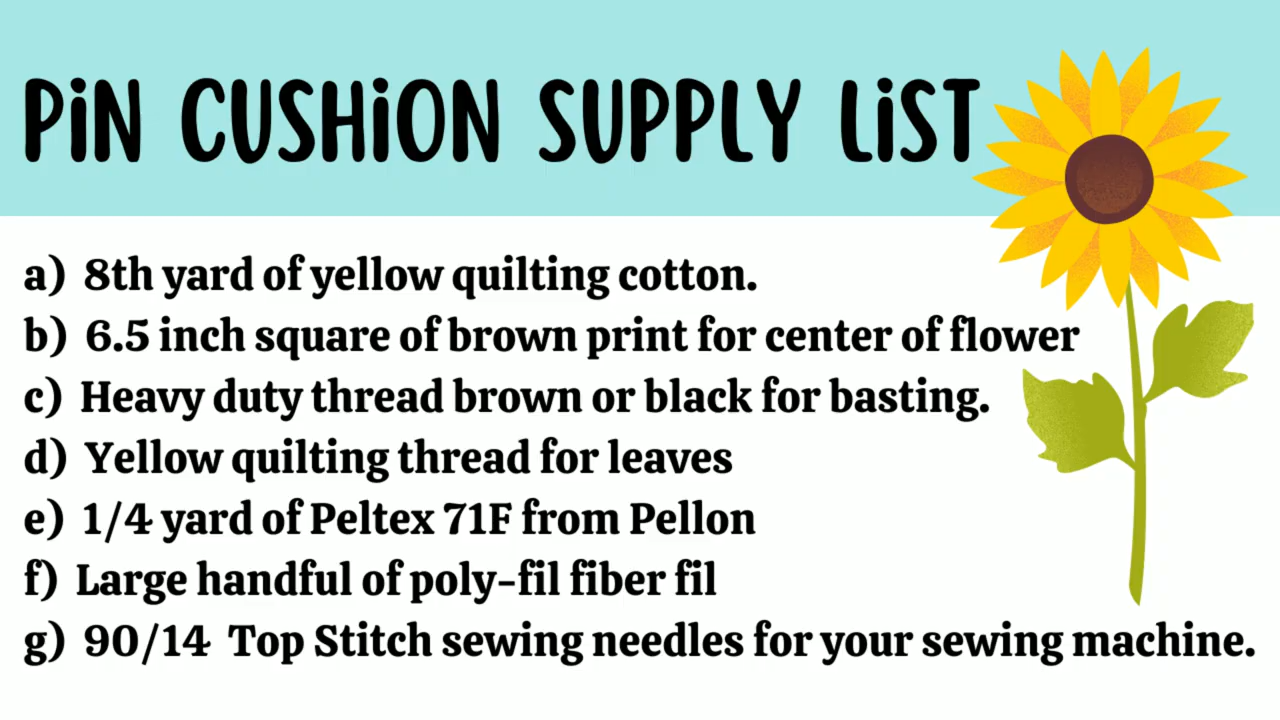 PiN CUSHiON SUPPLY LiST
a) 8th yard of yellow quilting cotton.
b) 6.5 inch square of brown print for center of flower
c) Heavy duty thread brown or black for basting.
d) Yellow quilting thread for leaves
e) 1/4 yard of Peltex 71F from Pellon
f) Large handful of poly-fil fiber fil
g) 90/14 Top Stitch sewing needles for your sewing machine.